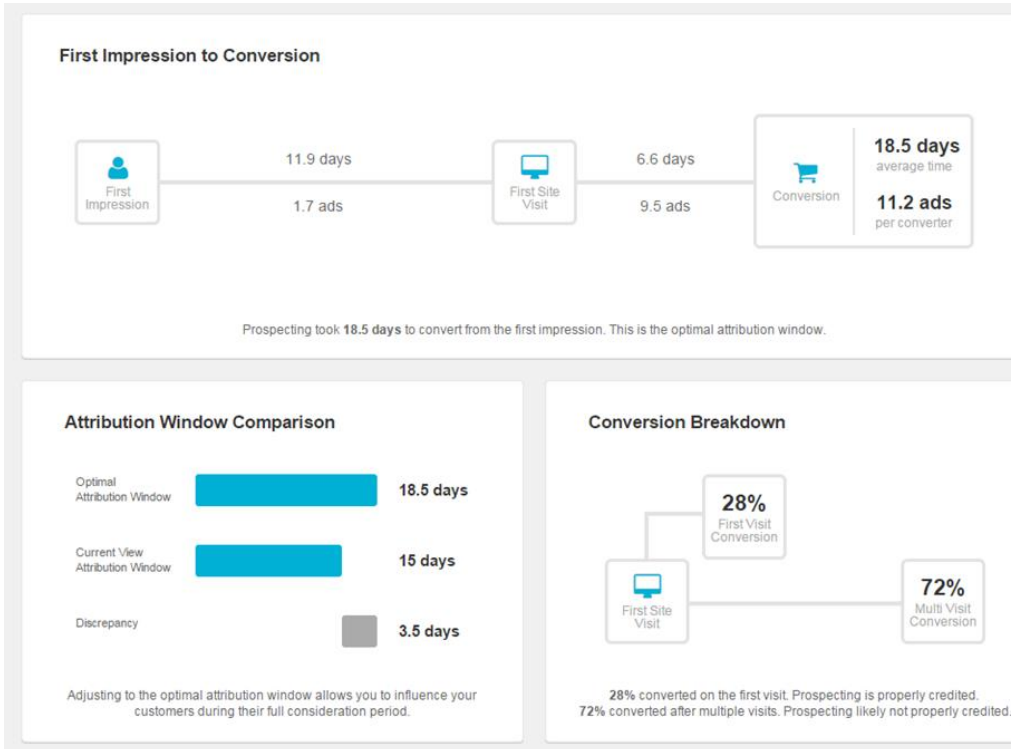 First Impression to Conversion
First
Impression
11.9 days
1.7 ads
First Site
Visit
6.6 days
9.5 ads
Conversion
18.5 days
average time
11.2 ads
per converter
Prospecting took 18.5 days to convert from the first impression. This is the optimal attribution window.
Attribution Window Comparison
Optimal
Attribution Window
18.5 days
Current View
Attribution Window
15 days
Discrepancy
3.5 days
Adjusting to the optimal attribution window allows you to influence your
customers during their full consideration period.
Conversion Breakdown
28%
First Visit
Conversion
First Site
Visit
72%
Multi Visit
Conversion
28% converted on the first visit. Prospecting is properly credited.
72% converted after multiple visits. Prospecting likely not properly credited.